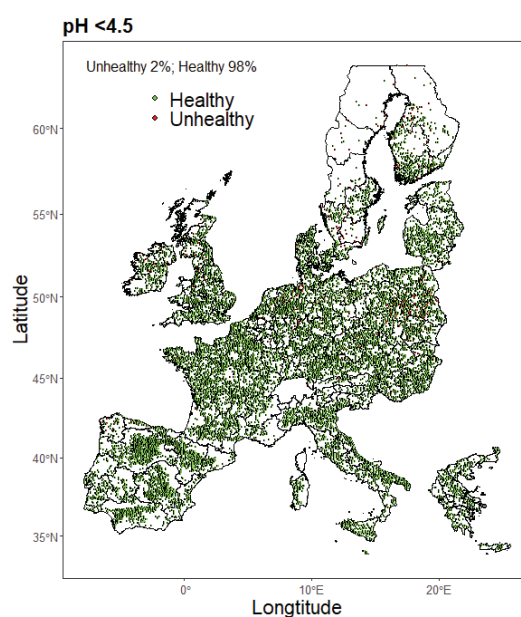 pH <4.5
Unhealthy 2%; Healthy 98%
Healthy
Unhealthy
60°N
55°N
50°N
45°N
40°N
35°N
Latitude
0°
10°E
20°E
Longtitude